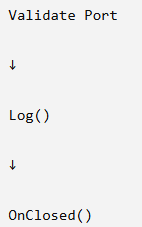 Validate Port
↓
Log()
↓
OnClosed()